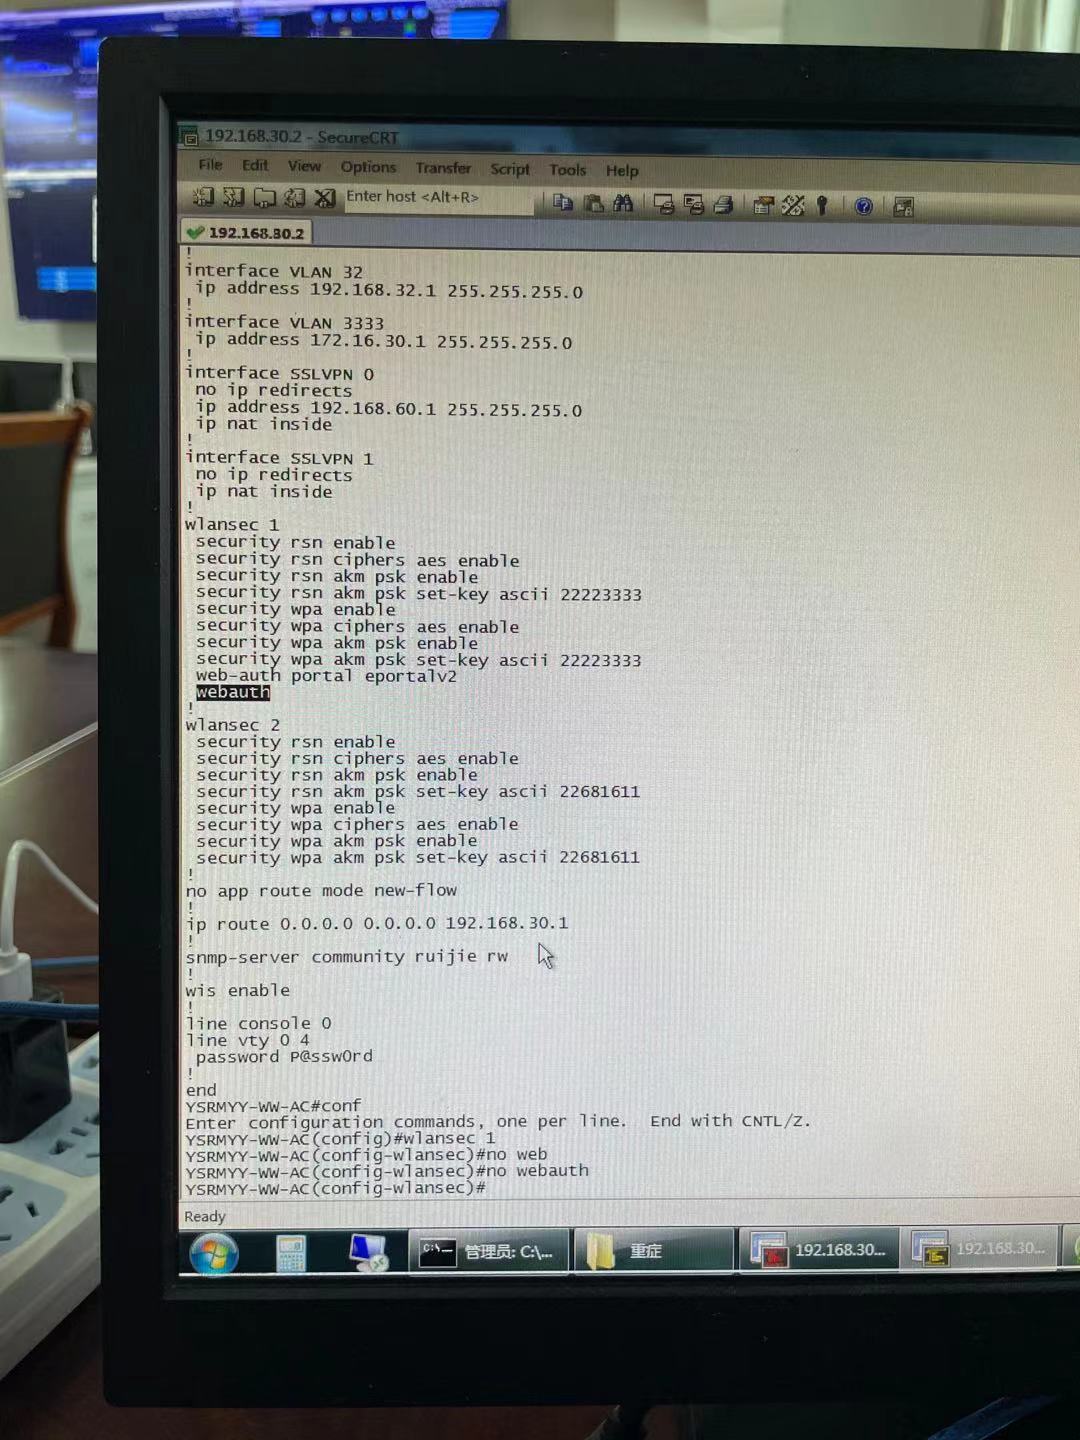 192.168.30.2 - SecureCRT
File Edit View Options Transfer Script Tools Help
Enter host <Alt+R>
192.168.30.2
!
interface VLAN 32
ip address 192.168.32.1 255.255.255.0
!
interface VLAN 3333
ip address 172.16.30.1 255.255.255.0
!
interface SSLVPN 0
no ip redirects
ip address 192.168.60.1 255.255.255.0
ip nat inside
!
interface SSLVPN 1
no ip redirects
ip nat inside
!
wlansec 1
security rsn enable
security rsn ciphers aes enable
security rsn akm psk enable
security rsn akm psk set-key ascii 22223333
security wpa enable
security wpa ciphers aes enable
security wpa akm psk enable
security wpa akm psk set-key ascii 22223333
web-auth portal eportalv2
webauth
!
wlansec 2
security rsn enable
security rsn ciphers aes enable
security rsn akm psk enable
security rsn akm psk set-key ascii 22681611
security wpa enable
security wpa ciphers aes enable
security wpa akm psk enable
security wpa akm psk set-key ascii 22681611
!
no app route mode new-flow
!
ip route 0.0.0.0 0.0.0.0 192.168.30.1
!
snmp-server community ruijie rw
!
wis enable
!
line console 0
line vty 0 4
password P@ssw0rd
!
end
YSRMYY-WW-AC#conf
Enter configuration commands, one per line. End with CNTL/Z.
YSRMYY-WW-AC(config)#wlansec 1
YSRMYY-WW-AC(config-wlansec)#no web
YSRMYY-WW-AC(config-wlansec)#no webauth
YSRMYY-WW-AC(config-wlansec)#
Ready
管理员: C:\... 重症 192.168.30... 192.168.30...